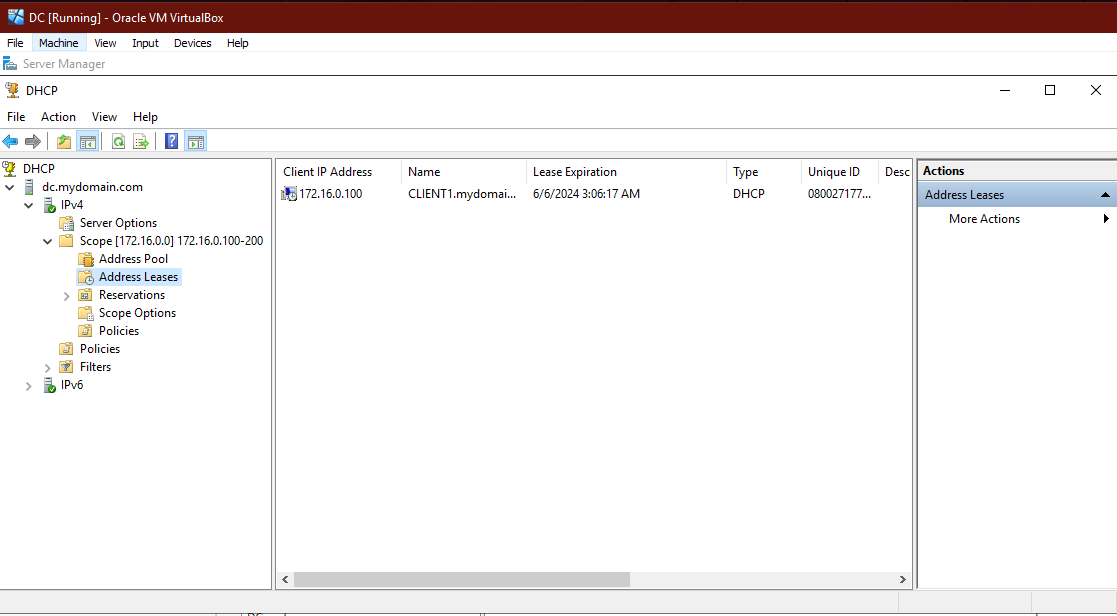 DC [Running] - Oracle VM VirtualBox
File Machine View Input Devices Help
Server Manager
DHCP
File Action View Help
DHCP
dc.mydomain.com
IPv4
Server Options
Scope [172.16.0.0] 172.16.0.100-200
Address Pool
Address Leases
Reservations
Scope Options
Policies
Policies
Filters
IPv6
Client IP Address Name Lease Expiration Type Unique ID Desc
172.16.0.100 CLIENT1.mydomai... 6/6/2024 3:06:17 AM DHCP 080027177...
Actions
Address Leases
More Actions